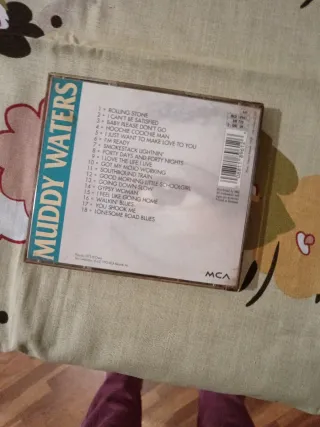 MUDDY WATERS
1 • ROLLING STONE
2 • I CAN'T BE SATISFIED
3 • BABY PLEASE DON'T GO
4 • HOOCHIE COOCHIE MAN
5 • I JUST WANT TO MAKE LOVE TO YOU
6 • I'M READY
7 • SMOKESTACK LIGHTNIN'
8 • FORTY DAYS AND FORTY NIGHTS
9 • I LOVE THE LIFE I LIVE
10 • GOT MY MOJO WORKING
11 • SOUTHBOUND TRAIN
12 • GOOD MORNING LITTLE SCHOOLGIRL
13 • GOING DOWN SLOW
14 • GYPSY WOMAN
15 • I FEEL LIKE GOING HOME
16 • WALKIN' BLUES
17 • YOU SHOOK ME
18 • LONESOME ROAD BLUES
MCA